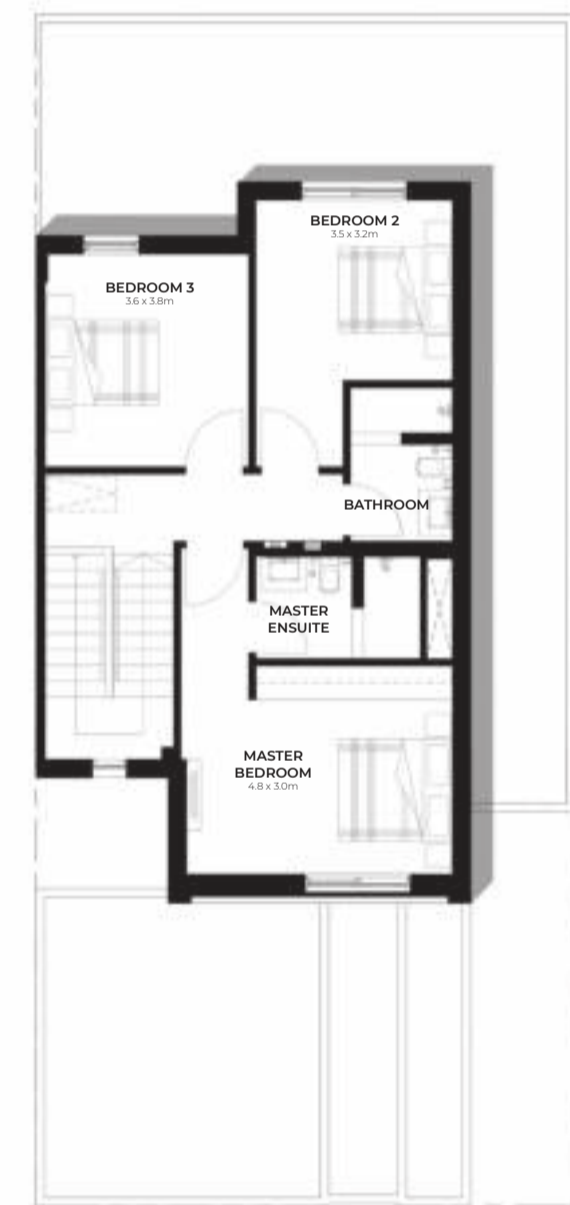 BEDROOM 2
3.5 x 3.2m
BEDROOM 3
3.6 x 3.8m
BATHROOM
MASTER
ENSUITE
MASTER
BEDROOM
4.8 x 3.0m